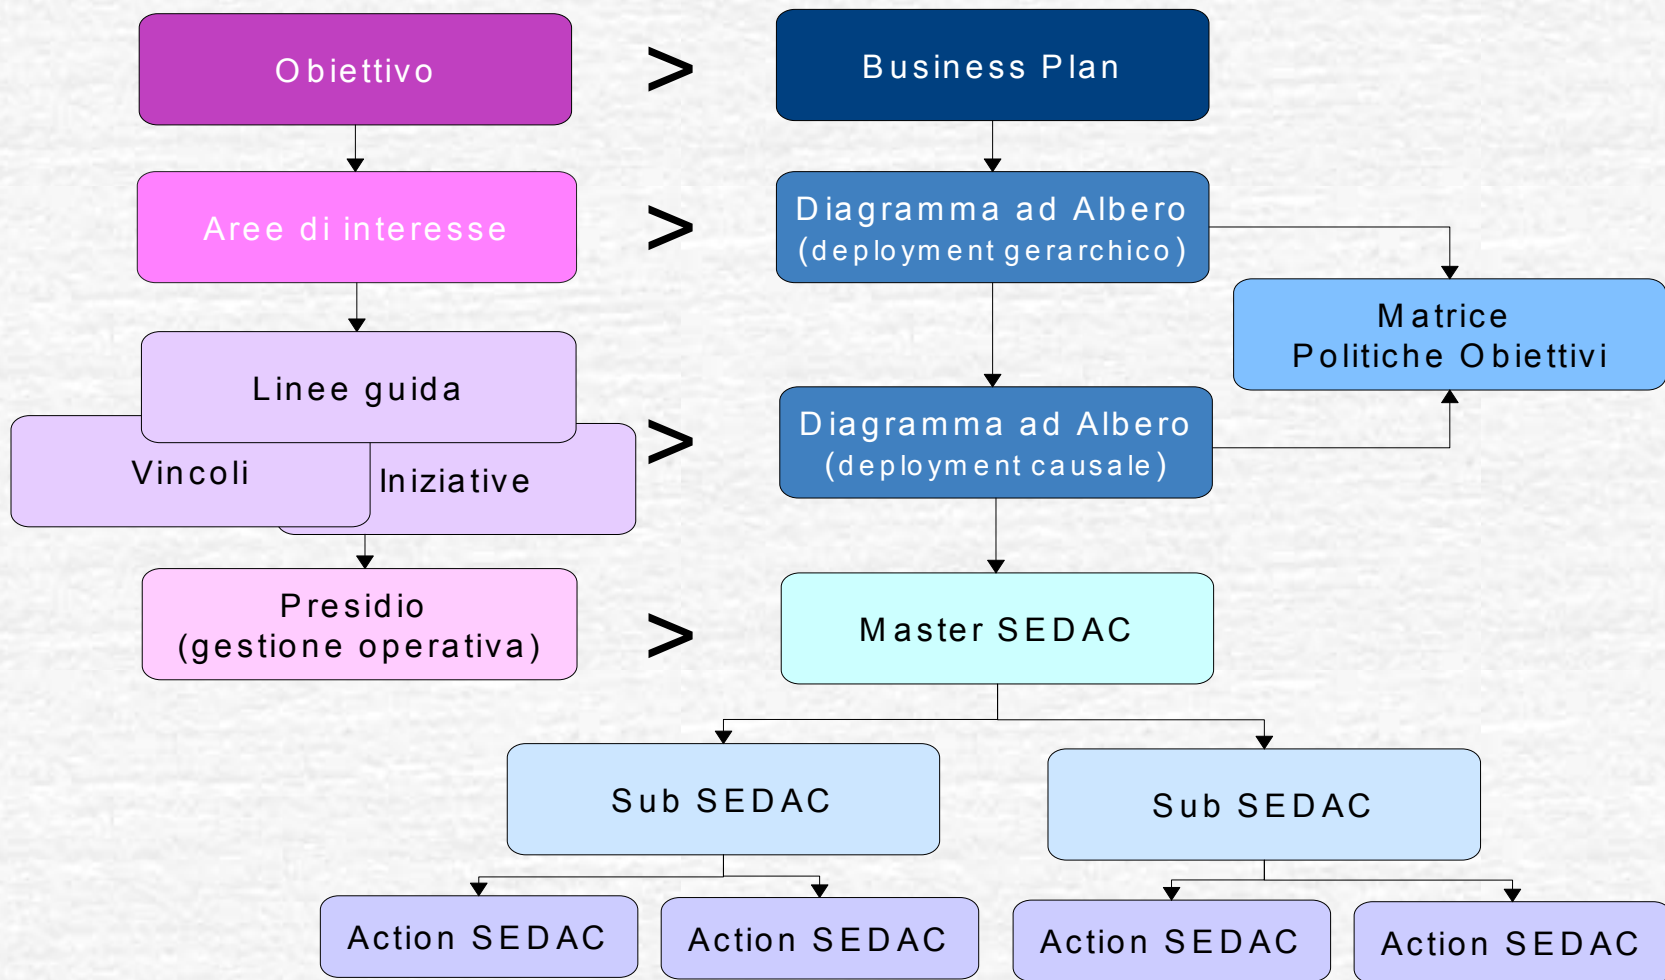 Obiettivo
>
Business Plan
Aree di interesse
>
Diagramma ad Albero
(deployment gerarchico)
Matrice
Politiche Obiettivi
Linee guida
Vincoli
Iniziative
>
Diagramma ad Albero
(deployment causale)
Presidio
(gestione operativa)
>
Master SEDAC
Sub SEDAC
Sub SEDAC
Action SEDAC
Action SEDAC
Action SEDAC
Action SEDAC